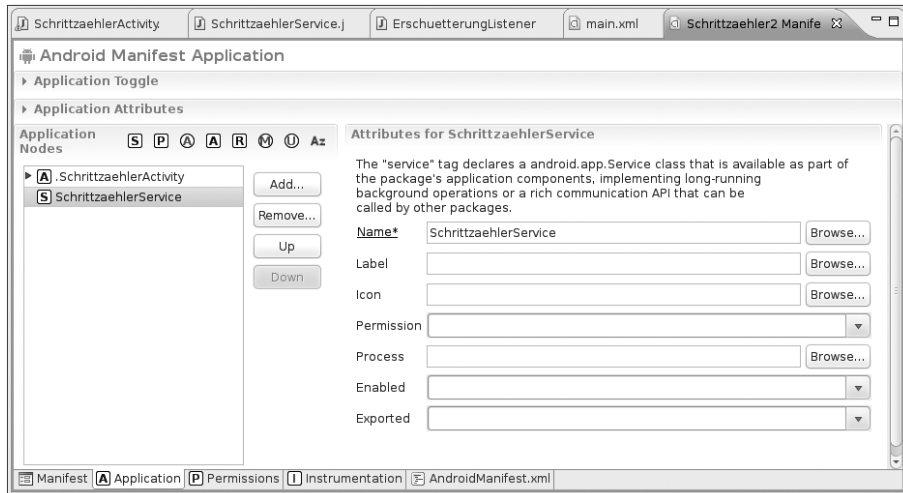 SchrittzaehlerActivity. SchrittzaehlerService.j ErschuetterungListener main.xml Schrittzaehler2 Manife
Android Manifest Application
Application Toggle
Application Attributes
Application Nodes
S P A A R M U Az
A .SchrittzaehlerActivity
S SchrittzaehlerService
Add...
Remove...
Up
Down
Attributes for SchrittzaehlerService
The "service" tag declares a android.app.Service class that is available as part of
the package's application components, implementing long-running
background operations or a rich communication API that can be
called by other packages.
Name* SchrittzaehlerService Browse...
Label Browse...
Icon Browse...
Permission
Process Browse...
Enabled
Exported
Manifest A Application P Permissions I Instrumentation AndroidManifest.xml